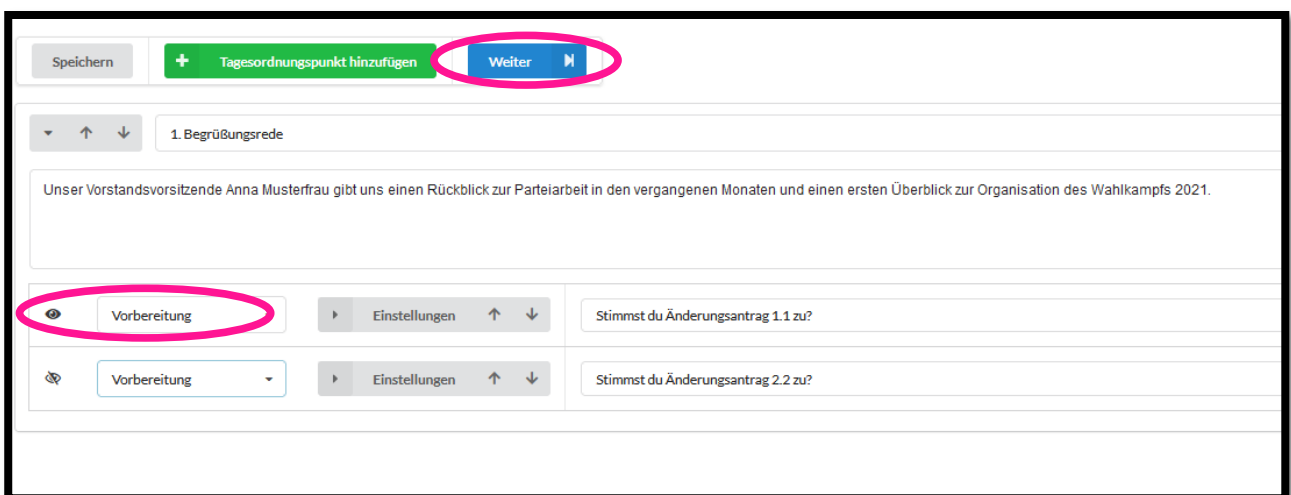 Speichern Tagesordnungspunkt hinzufügen Weiter
1. Begrüßungsrede
Unser Vorstandsvorsitzende Anna Musterfrau gibt uns einen Rückblick zur Parteiarbeit in den vergangenen Monaten und einen ersten Überblick zur Organisation des Wahlkampfs 2021.
Vorbereitung Einstellungen Stimmst du Änderungsantrag 1.1 zu?
Vorbereitung Einstellungen Stimmst du Änderungsantrag 2.2 zu?